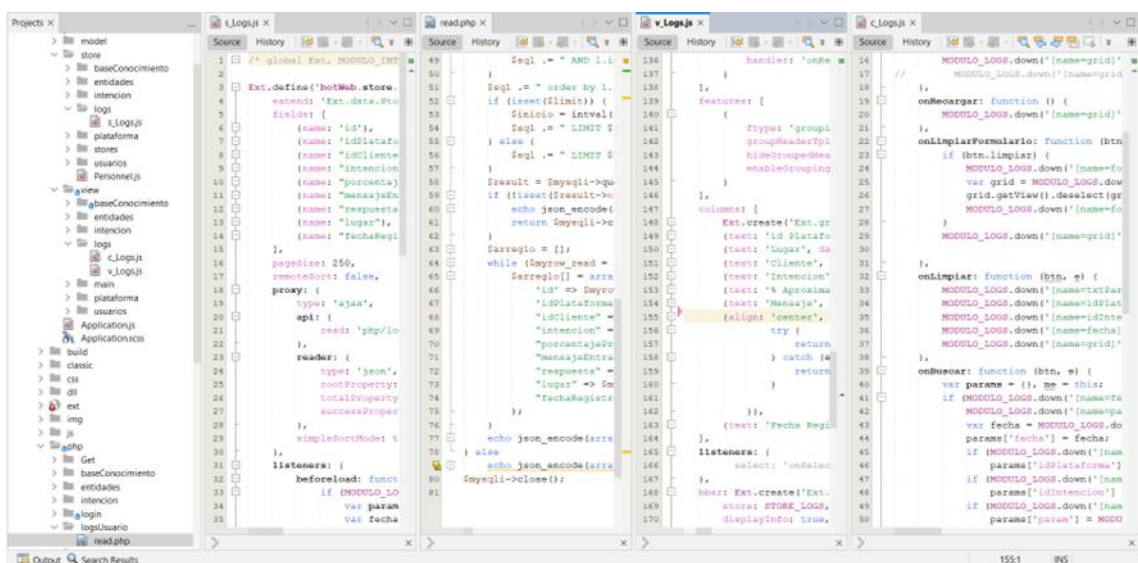 Projects ×
model
store
baseConocimiento
entidades
intencion
logs
s_Logs.js
plataforma
stores
usuarios
Personnel.js
view
baseConocimiento
entidades
intencion
logs
c_Logs.js
v_Logs.js
main
plataforma
usuarios
Application.js
Application.scss
build
classic
css
dll
ext
img
js
php
Get
baseConocimiento
entidades
intencion
login
logsUsuario
read.php
s_Logs.js ×
Source History
1 /* global Ext, MODULO_INT
2
3 Ext.define('botWeb.store.
4 extend: 'Ext.data.Sto
5 fields: [
6 {name: 'id'},
7 {name: 'idPlatafo
8 {name: 'idCliente
9 {name: "intencion
10 {name: "porcentaj
11 {name: "mensajeEn
12 {name: "respuesta
13 {name: "lugar"},
14 {name: "fechaRegi
15 ],
16 pageSize: 250,
17 remoteSort: false,
18 proxy: {
19 type: 'ajax',
20 api: {
21 read: 'php/lo
22 },
23 reader: {
24 type: 'json',
25 rootProperty:
26 totalProperty
27 successProper
28 },
29 simpleSortMode: t
30 },
31 listeners: {
32 beforeload: funct
33 if (MODULO_LO
34 var param
35 var fecha
read.php ×
Source History
49 $sql .= " AND l.i
50 }
51 $sql .= " order by l.
52 if (isset($limit)) {
53 $inicio = intval(
54 $sql .= " LIMIT $
55 } else {
56 $sql .= " LIMIT $
57 }
58 $result = $mysqli->qu
59 if (!isset($result->n
60 echo json_encode(
61 return $mysqli->c
62 }
63 $arreglo = [];
64 while ($myrow_read =
65 $arreglo[] = arra
66 "id" => $myro
67 "idPlataforma
68 "idCliente" =
69 "intencion" =
70 "porcentajePr
71 "mensajeEntra
72 "respuesta" =
73 "lugar" => $m
74 "fechaRegistr
75 );
76 }
77 echo json_encode(arra
78 } else
echo json_encode(arra
80 $mysqli->close();
81
v_Logs.js ×
Source History
136 handler: 'onRe
137 }
138 ],
139 features: [
140 {
141 ftype: 'groupi
142 groupHeaderTpl
143 hideGroupedHea
144 enableGrouping
145 }
146 ],
147 columns: [
148 Ext.create('Ext.gr
149 {text: 'id Platafo
150 {text: 'Lugar', da
151 {text: 'Cliente',
152 {text: 'Intencion'
153 {text: '% Aproxima
154 {text: 'Mensaje',
155 {align: 'center',
156 try {
157 return
158 } catch (e
159 return
160 }
161
162 }},
163 {text: 'Fecha Regi
164 ],
165 listeners: {
166 select: 'onSelec
167 },
168 bbar: Ext.create('Ext.
169 store: STORE_LOGS,
170 displayInfo: true,
c_Logs.js ×
Source History
16 MODULO_LOGS.down('[name=grid]'
17 // MODULO_LOGS.down('[name=grid
18 },
19 onRecargar: function () {
20 MODULO_LOGS.down('[name=grid]'
21 },
22 onLimpiarFormulario: function (btn
23 if (btn.limpiar) {
24 MODULO_LOGS.down('[name=fo
25 var grid = MODULO_LOGS.dow
26 grid.getView().deselect(gr
27 MODULO_LOGS.down('[name=fo
28 }
29 MODULO_LOGS.down('[name=grid]'
30
31 },
32 onLimpiar: function (btn, e) {
33 MODULO_LOGS.down('[name=txtPar
34 MODULO_LOGS.down('[name=idPlat
35 MODULO_LOGS.down('[name=idInte
36 MODULO_LOGS.down('[name=fecha]
37 MODULO_LOGS.down('[name=grid]'
38 },
39 onBuscar: function (btn, e) {
40 var params = {}, me = this;
41 if (MODULO_LOGS.down('[name=fe
42 MODULO_LOGS.down('[name=pa
43 var fecha = MODULO_LOGS.do
44 params['fecha'] = fecha;
45 if (MODULO_LOGS.down('[nam
46 params['idPlataforma']
47 if (MODULO_LOGS.down('[nam
48 params['idIntencion']
49 if (MODULO_LOGS.down('[nam
50 params['param'] = MODU
Output Search Results
155:1 INS